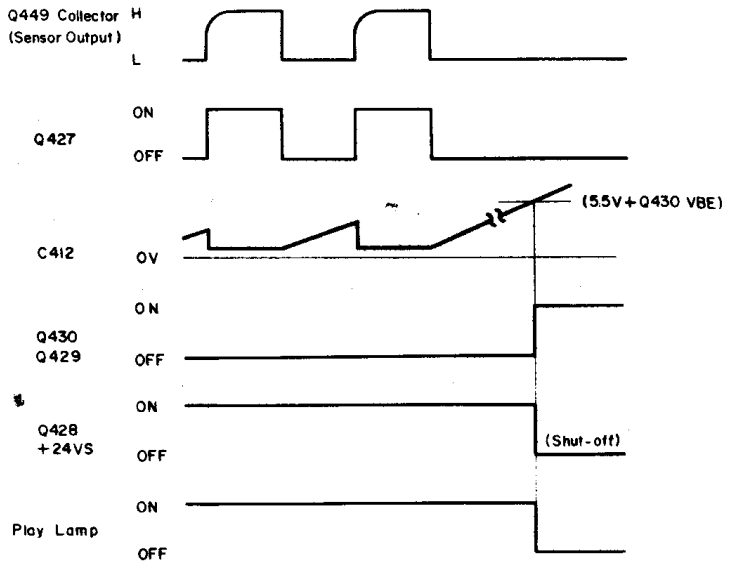 Q449 Collector H
(Sensor Output)
L
ON
Q427
OFF
(5.5V+Q430 VBE)
C412
OV
ON
Q430
Q429
OFF
ON
Q428
+24VS
(Shut-off)
OFF
ON
Play Lamp
OFF